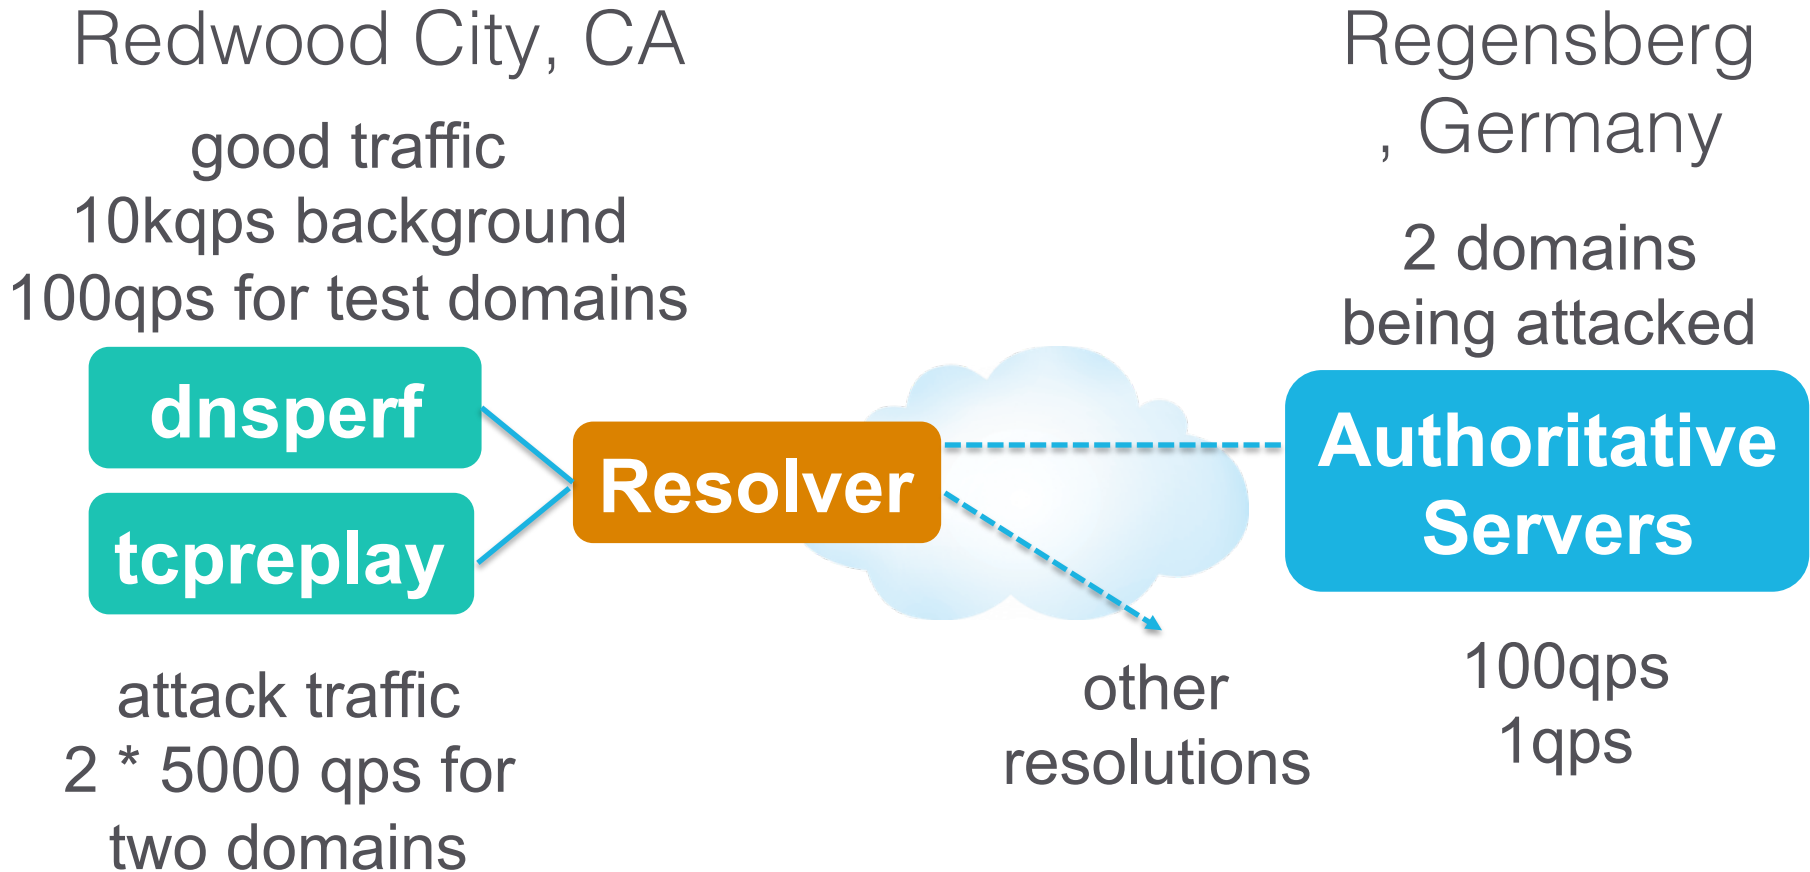 Redwood City, CA
good traffic
10kqps background
100qps for test domains
dnsperf
tcpreplay
attack traffic
2 * 5000 qps for
two domains
Resolver
other
resolutions
Regensberg
, Germany
2 domains
being attacked
Authoritative
Servers
100qps
1qps